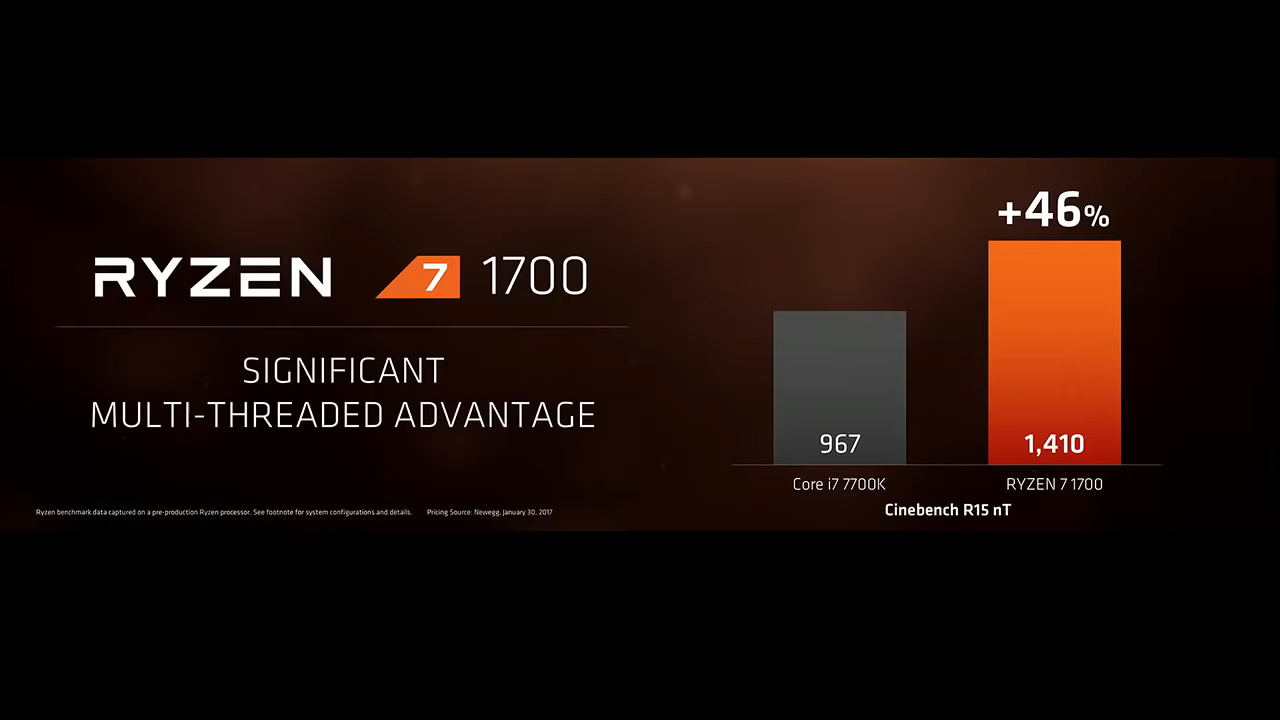 RYZEN 7 1700
SIGNIFICANT
MULTI-THREADED ADVANTAGE
Ryzen benchmark data captured on a pre-production Ryzen processor. See footnote for system configurations and details. Pricing Source: Newegg, January 30, 2017
+46%
967
1,410
Core i7 7700K
RYZEN 7 1700
Cinebench R15 nT